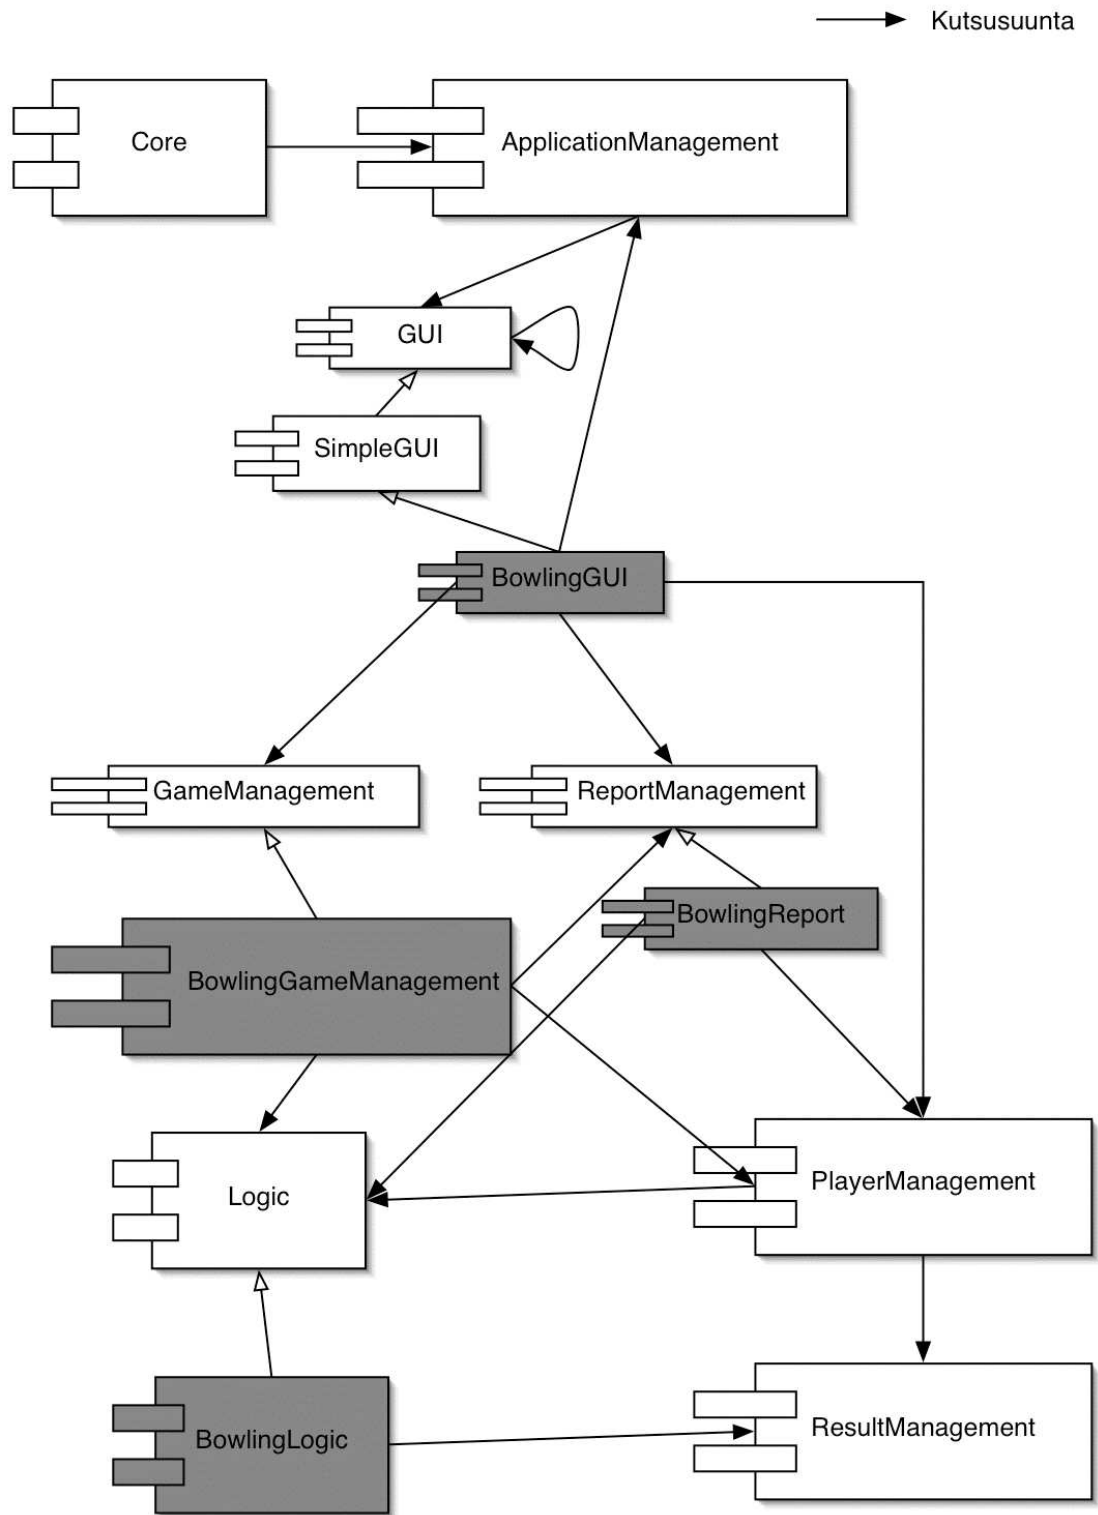 Kutsusuunta
Core
ApplicationManagement
GUI
SimpleGUI
BowlingGUI
GameManagement
ReportManagement
BowlingReport
BowlingGameManagement
Logic
PlayerManagement
BowlingLogic
ResultManagement